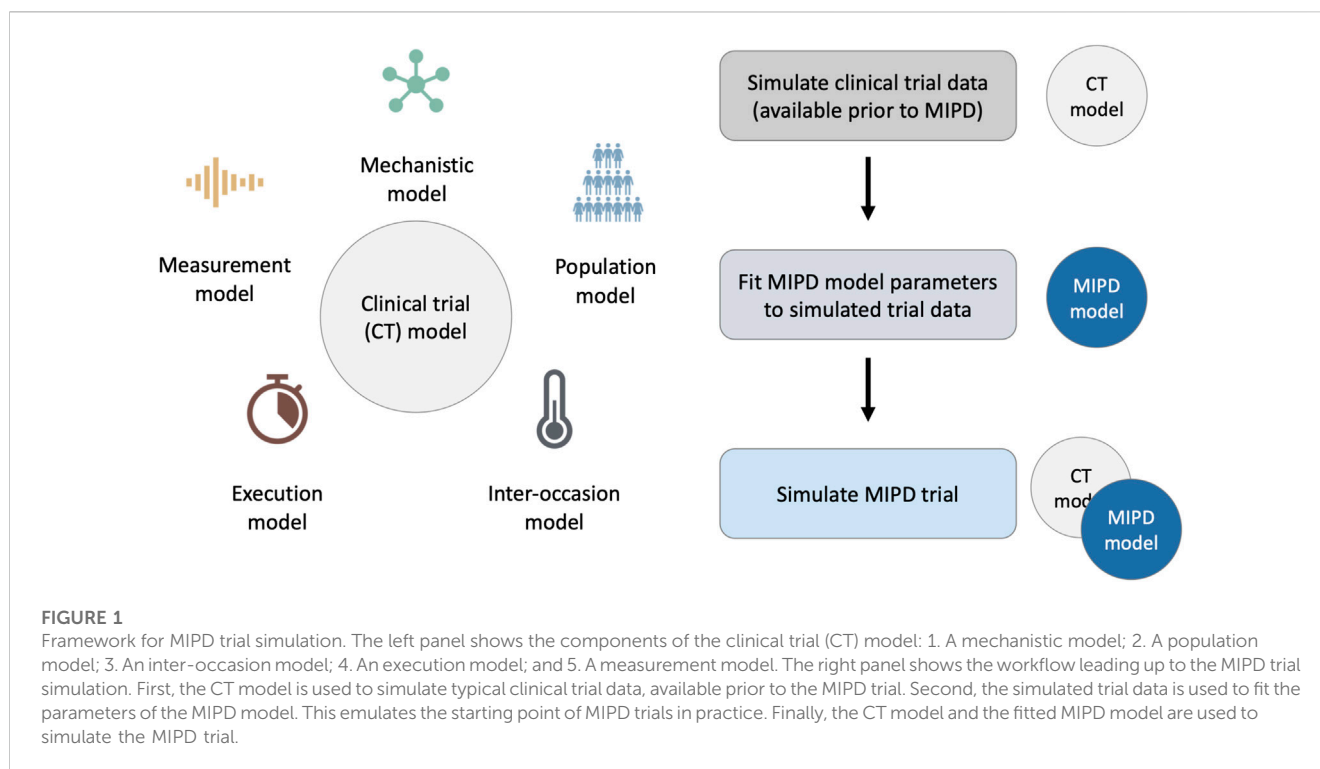 Mechanistic
model
Measurement
model
Population
model
Clinical trial
(CT) model
Execution
model
Inter-occasion
model
Simulate clinical trial data
(available prior to MIPD)
CT
model
Fit MIPD model parameters
to simulated trial data
MIPD
model
Simulate MIPD trial
CT
model
MIPD
model
FIGURE 1
Framework for MIPD trial simulation. The left panel shows the components of the clinical trial (CT) model: 1. A mechanistic model; 2. A population
model; 3. An inter-occasion model; 4. An execution model; and 5. A measurement model. The right panel shows the workflow leading up to the MIPD trial
simulation. First, the CT model is used to simulate typical clinical trial data, available prior to the MIPD trial. Second, the simulated trial data is used to fit the
parameters of the MIPD model. This emulates the starting point of MIPD trials in practice. Finally, the CT model and the fitted MIPD model are used to
simulate the MIPD trial.